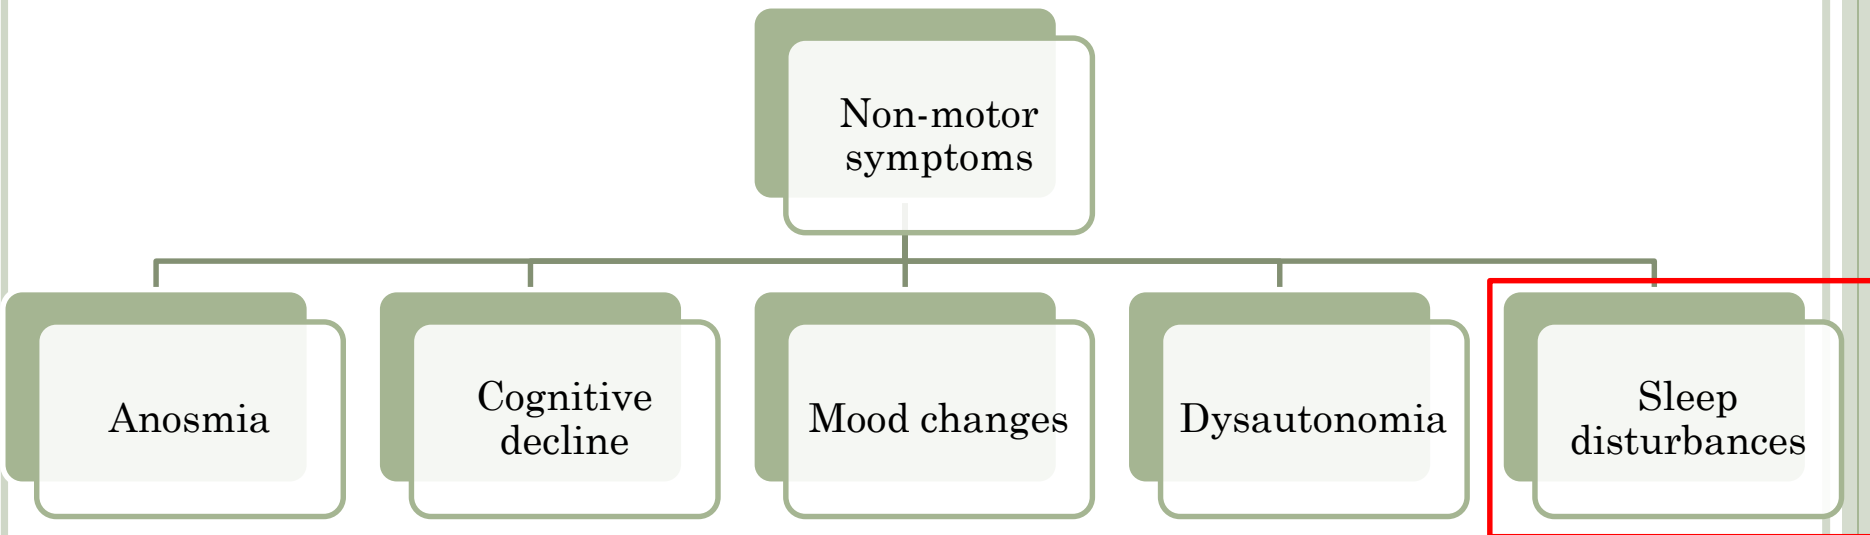 Non-motor
symptoms
Anosmia
Cognitive
decline
Mood changes
Dysautonomia
Sleep
disturbances